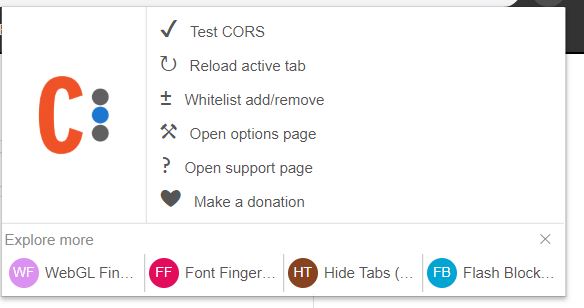 C:
✓ Test CORS
↻ Reload active tab
± Whitelist add/remove
⚒ Open options page
? Open support page
♥ Make a donation
Explore more ×
WF WebGL Fin... FF Font Finger... HT Hide Tabs (... FB Flash Block...